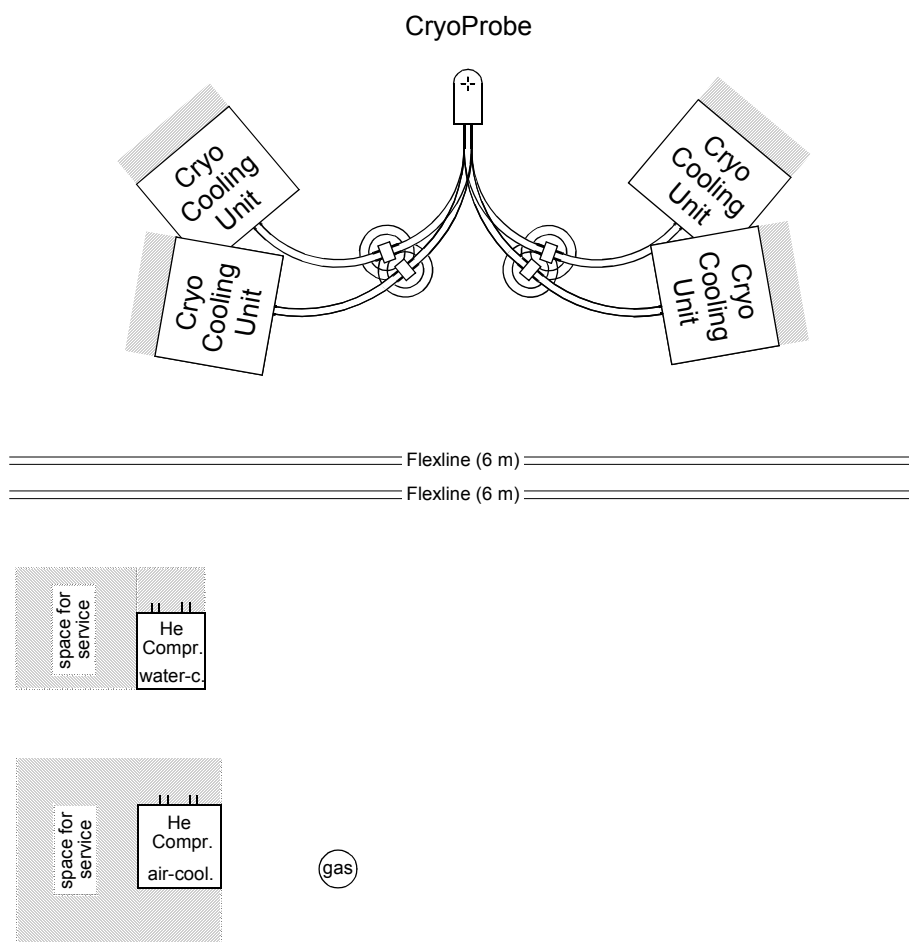 CryoProbe
Cryo
Cooling
Unit
Cryo
Cooling
Unit
Cryo
Cooling
Unit
Cryo
Cooling
Unit
Flexline (6 m)
Flexline (6 m)
space for
service
He
Compr.
water-c.
space for
service
He
Compr.
air-cool.
gas